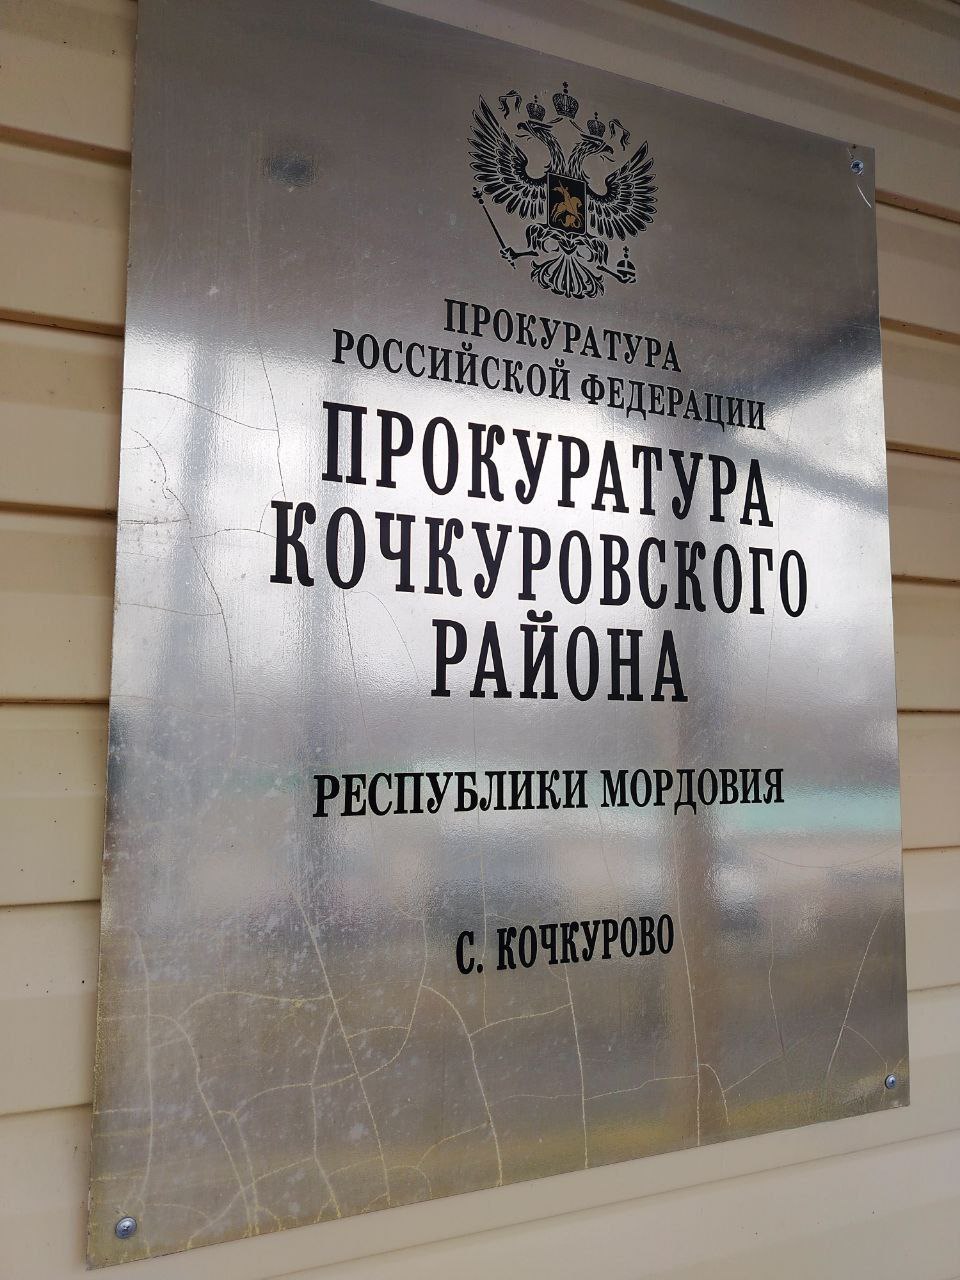 ПРОКУРАТУРА
РОССИЙСКОЙ ФЕДЕРАЦИИ
ПРОКУРАТУРА
КОЧКУРОВСКОГО
РАЙОНА
РЕСПУБЛИКИ МОРДОВИЯ
С. КОЧКУРОВО